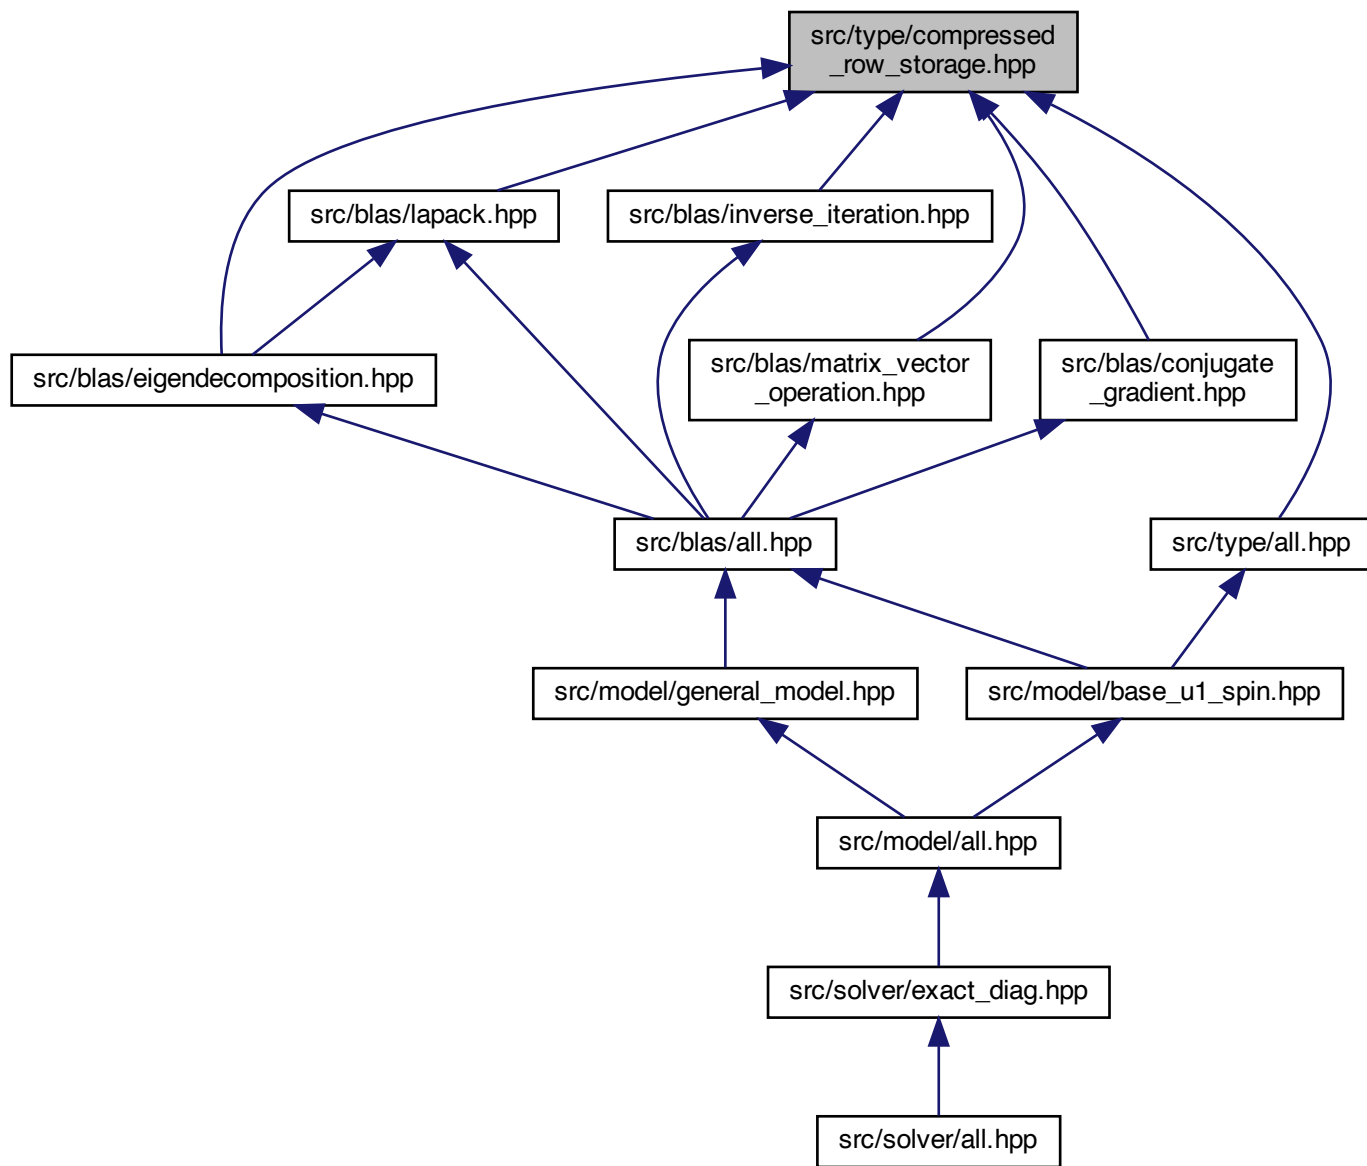 src/type/compressed
_row_storage.hpp
src/blas/lapack.hpp
src/blas/inverse_iteration.hpp
src/blas/eigendecomposition.hpp
src/blas/matrix_vector
_operation.hpp
src/blas/conjugate
_gradient.hpp
src/blas/all.hpp
src/type/all.hpp
src/model/general_model.hpp
src/model/base_u1_spin.hpp
src/model/all.hpp
src/solver/exact_diag.hpp
src/solver/all.hpp